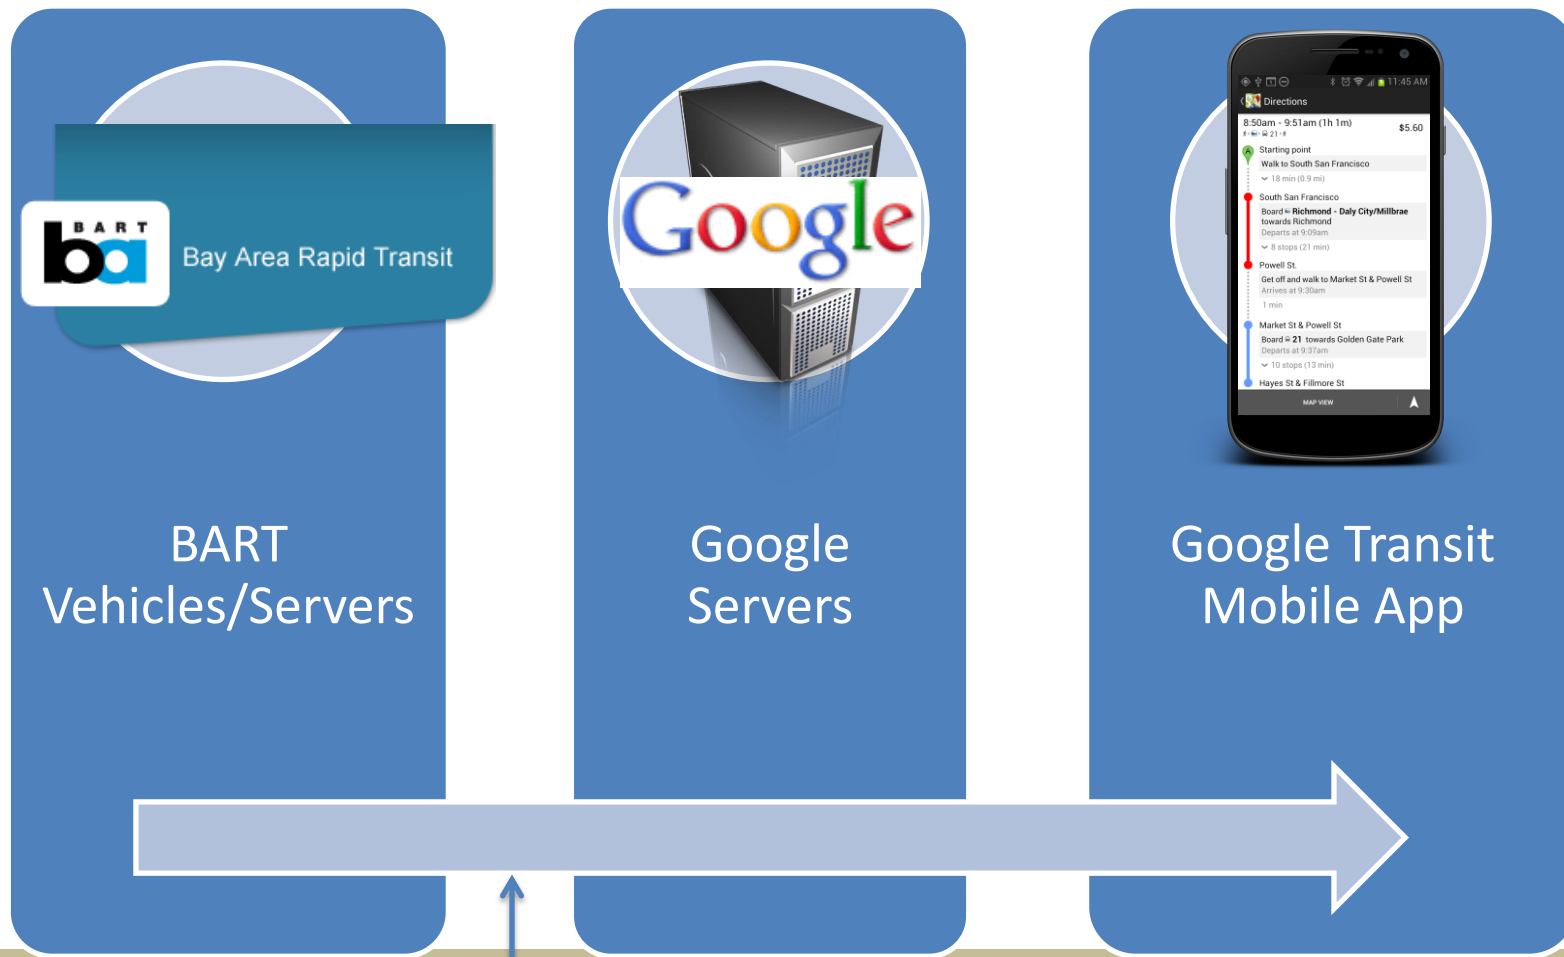 BART
ba
Bay Area Rapid Transit
BART
Vehicles/Servers
Google
Google
Servers
11:45 AM
Directions
8:50am - 9:51am (1h 1m)
$5.60
21
A
Starting point
Walk to South San Francisco
18 min (0.9 mi)
South San Francisco
Board Richmond - Daly City/Millbrae
towards Richmond
Departs at 9:09am
8 stops (21 min)
Powell St.
Get off and walk to Market St & Powell St
Arrives at 9:30am
1 min
Market St & Powell St
Board 21 towards Golden Gate Park
Departs at 9:37am
10 stops (13 min)
Hayes St & Fillmore St
MAP VIEW
Google Transit
Mobile App